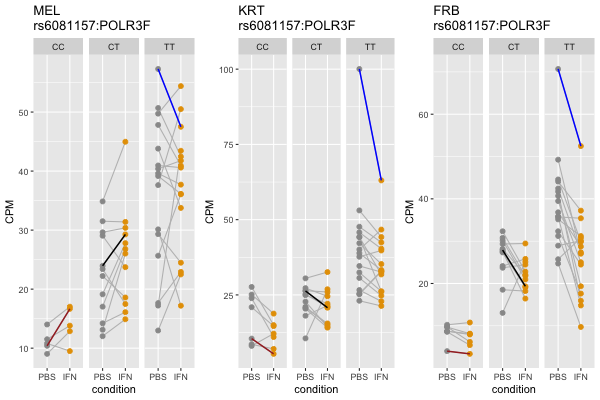 MEL
rs6081157:POLR3F
CC CT TT
CPM
50
40
30
20
10
PBS IFN PBS IFN PBS IFN
condition
KRT
rs6081157:POLR3F
CC CT TT
CPM
100
75
50
25
PBS IFN PBS IFN PBS IFN
condition
FRB
rs6081157:POLR3F
CC CT TT
CPM
60
40
20
PBS IFN PBS IFN PBS IFN
condition